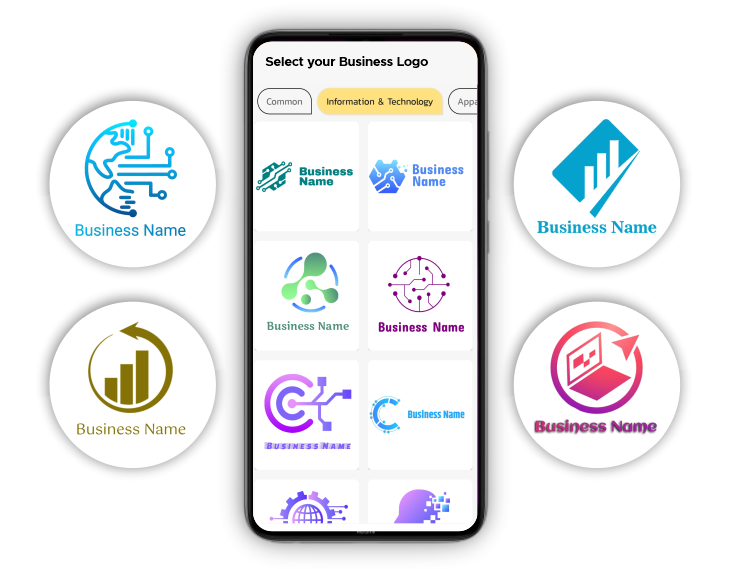 Select your Business Logo
Common
Information & Technology
Appa
Business
Name
Business
Name
Business Name
Business Name
Business Name
Business Name
Business Name
Business Name
Business Name
Business Name